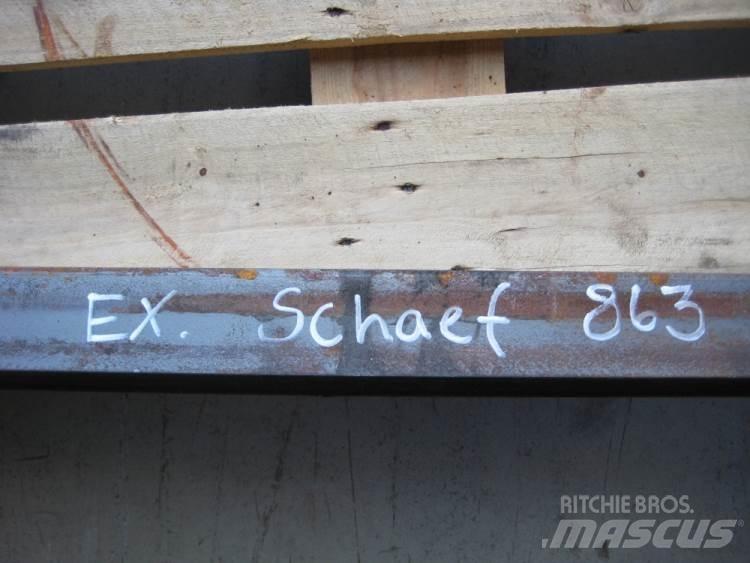 EX. Schaef 863
RITCHIE BROS.
MASCUS